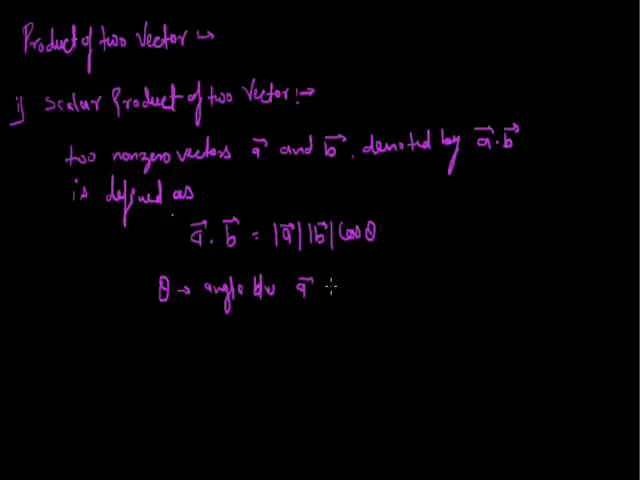 Product of two Vector →
i) Scalar Product of two Vector :→
two nonzero vectors a⃗ and b⃗, denoted by a⃗·b⃗
is defined as
a⃗ · b⃗ = |a⃗| |b⃗| Cos θ
θ → angle b/w a⃗